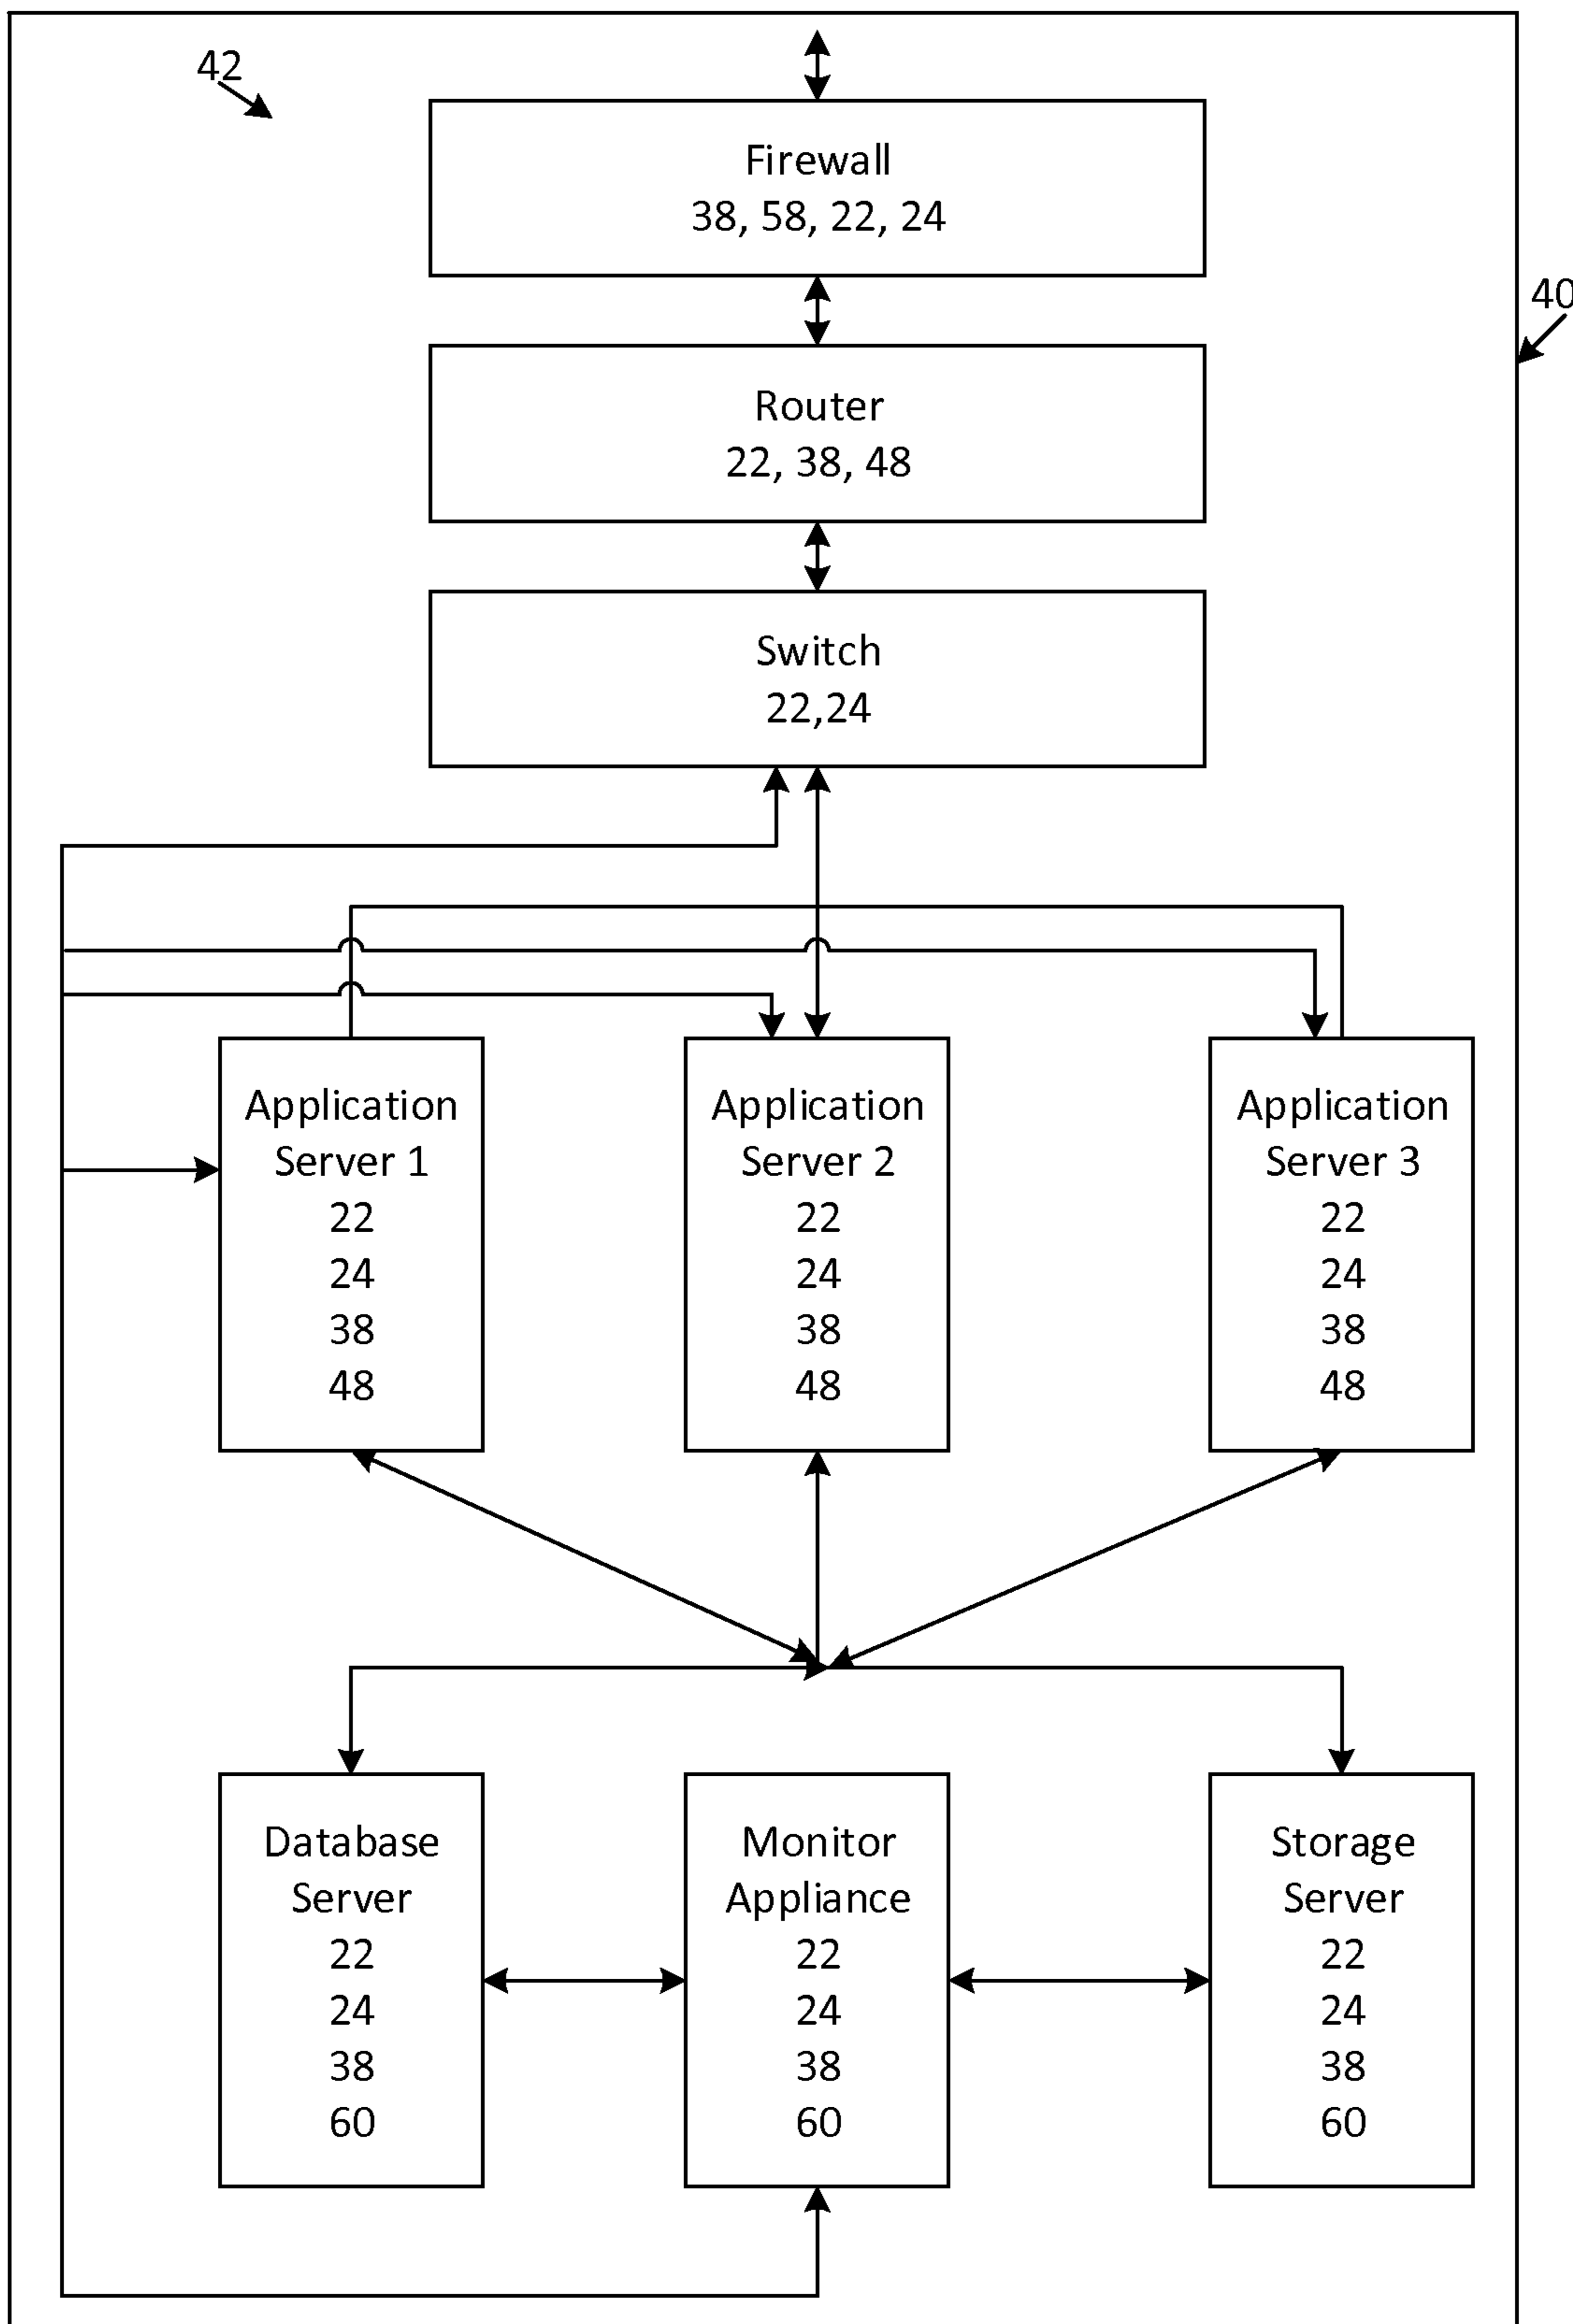 42
Firewall
38, 58, 22, 24
40
Router
22, 38, 48
Switch
22,24
Application
Server 1
22
24
38
48
Application
Server 2
22
24
38
48
Application
Server 3
22
24
38
48
Database
Server
22
24
38
60
Monitor
Appliance
22
24
38
60
Storage
Server
22
24
38
60